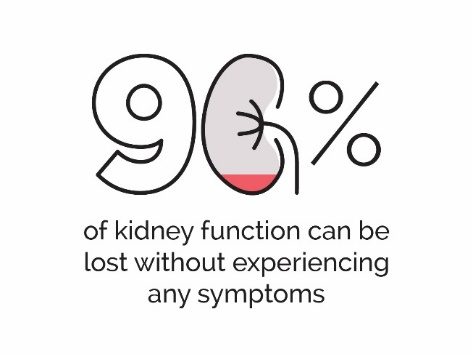 90%
of kidney function can be
lost without experiencing
any symptoms